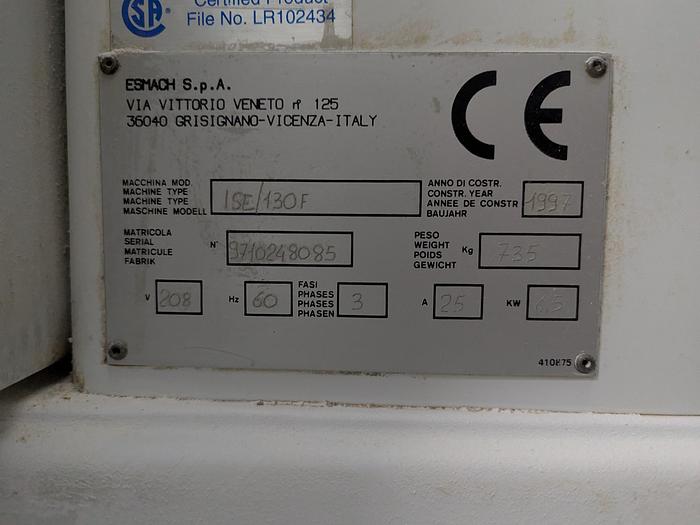 Certified Product
File No. LR102434
ESMACH S.p.A.
VIA VITTORIO VENETO n° 125
36040 GRISIGNANO-VICENZA-ITALY
CE
MACCHINA MOD.
MACHINE TYPE
MACHINE TYPE
MASCHINE MODELL
ISE/130F
ANNO DI COSTR.
CONSTR. YEAR
ANNEE DE CONSTR
BAUJAHR
1997
MATRICOLA
SERIAL
MATRICULE
FABRIK
N°
9710248085
PESO
WEIGHT
POIDS
GEWICHT
Kg
735
V 208
Hz 60
FASI
PHASES
PHASES
PHASEN
3
A 25
KW 6,5
410875